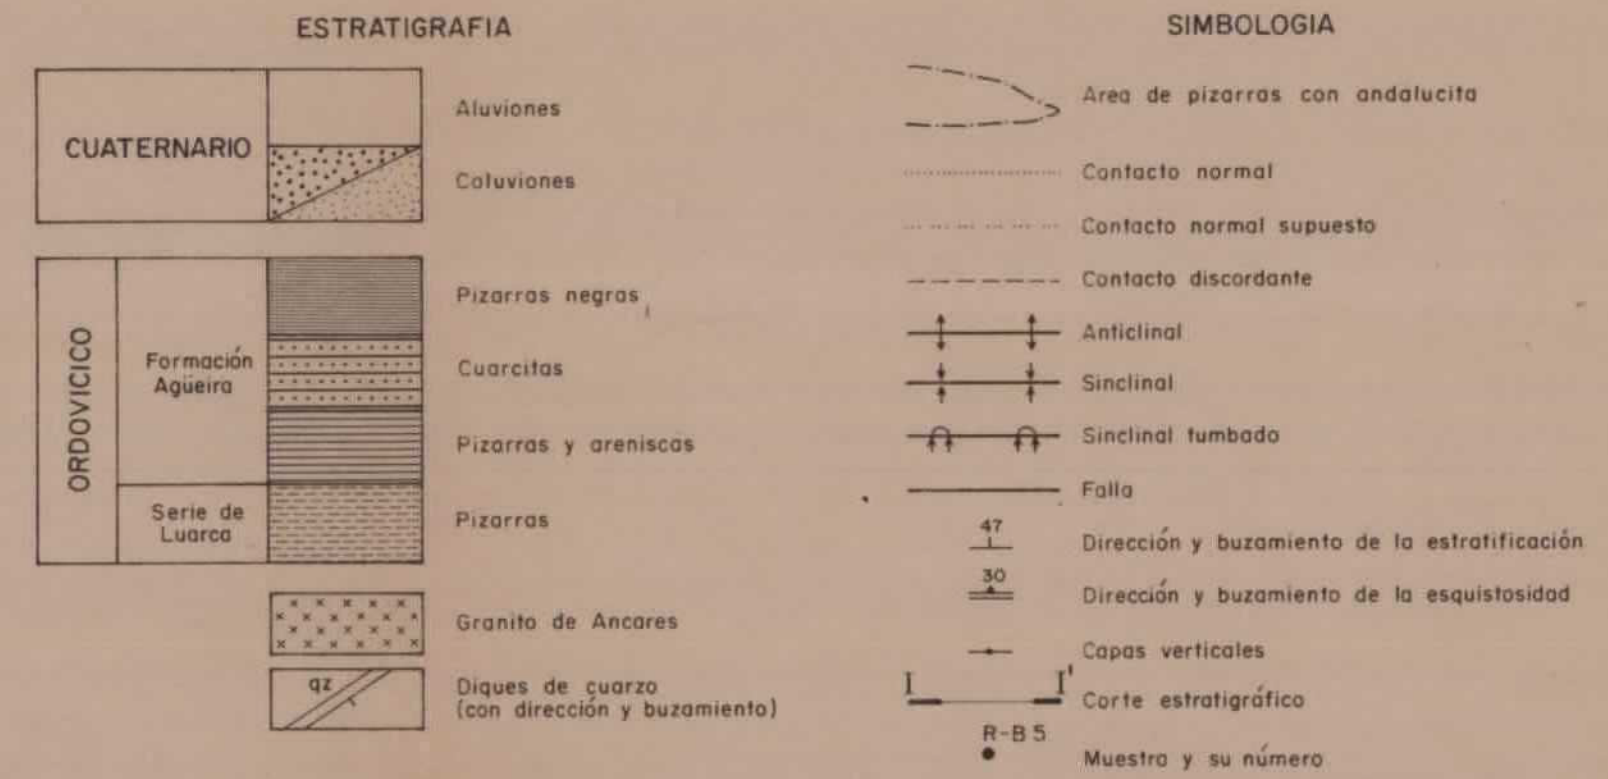 ESTRATIGRAFIA
CUATERNARIO
Aluviones
Coluviones
ORDOVICICO
Formación
Agüeira
Pizarras negras
Cuarcitas
Pizarras y areniscas
Serie de
Luarca
Pizarras
Granito de Ancares
qz
Diques de cuarzo
(con dirección y buzamiento)
SIMBOLOGIA
Area de pizarras con andalucita
Contacto normal
Contacto normal supuesto
Contacto discordante
Anticlinal
Sinclinal
Sinclinal tumbado
Falla
47
Dirección y buzamiento de la estratificación
30
Dirección y buzamiento de la esquistosidad
Capas verticales
I I'
Corte estratigráfico
R-B 5
Muestra y su número